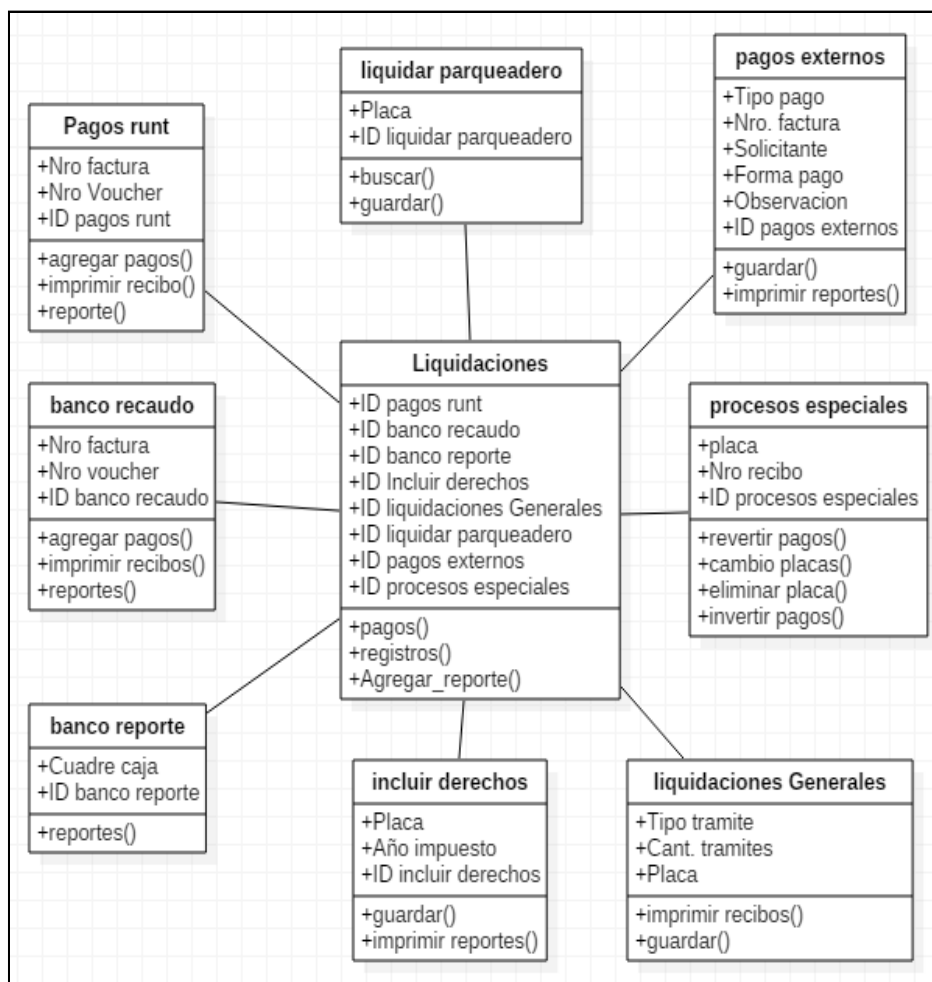 liquidar parqueadero
+Placa
+ID liquidar parqueadero
+buscar()
+guardar()
pagos externos
+Tipo pago
+Nro. factura
+Solicitante
+Forma pago
+Observacion
+ID pagos externos
+guardar()
+imprimir reportes()
Pagos runt
+Nro factura
+Nro Voucher
+ID pagos runt
+agregar pagos()
+imprimir recibo()
+reporte()
Liquidaciones
+ID pagos runt
+ID banco recaudo
+ID banco reporte
+ID Incluir derechos
+ID liquidaciones Generales
+ID liquidar parqueadero
+ID pagos externos
+ID procesos especiales
+pagos()
+registros()
+Agregar_reporte()
banco recaudo
+Nro factura
+Nro voucher
+ID banco recaudo
+agregar pagos()
+imprimir recibos()
+reportes()
procesos especiales
+placa
+Nro recibo
+ID procesos especiales
+revertir pagos()
+cambio placas()
+eliminar placa()
+invertir pagos()
banco reporte
+Cuadre caja
+ID banco reporte
+reportes()
incluir derechos
+Placa
+Año impuesto
+ID incluir derechos
+guardar()
+imprimir reportes()
liquidaciones Generales
+Tipo tramite
+Cant. tramites
+Placa
+imprimir recibos()
+guardar()